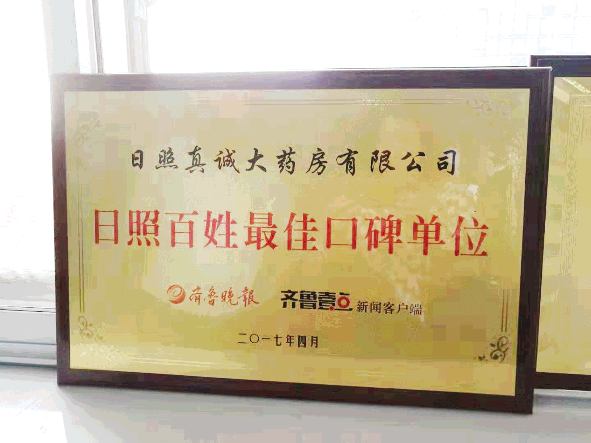 日照真诚大药房有限公司
日照百姓最佳口碑单位
齐鲁晚報 齐鲁壹点 新闻客户端
二〇一七年四月